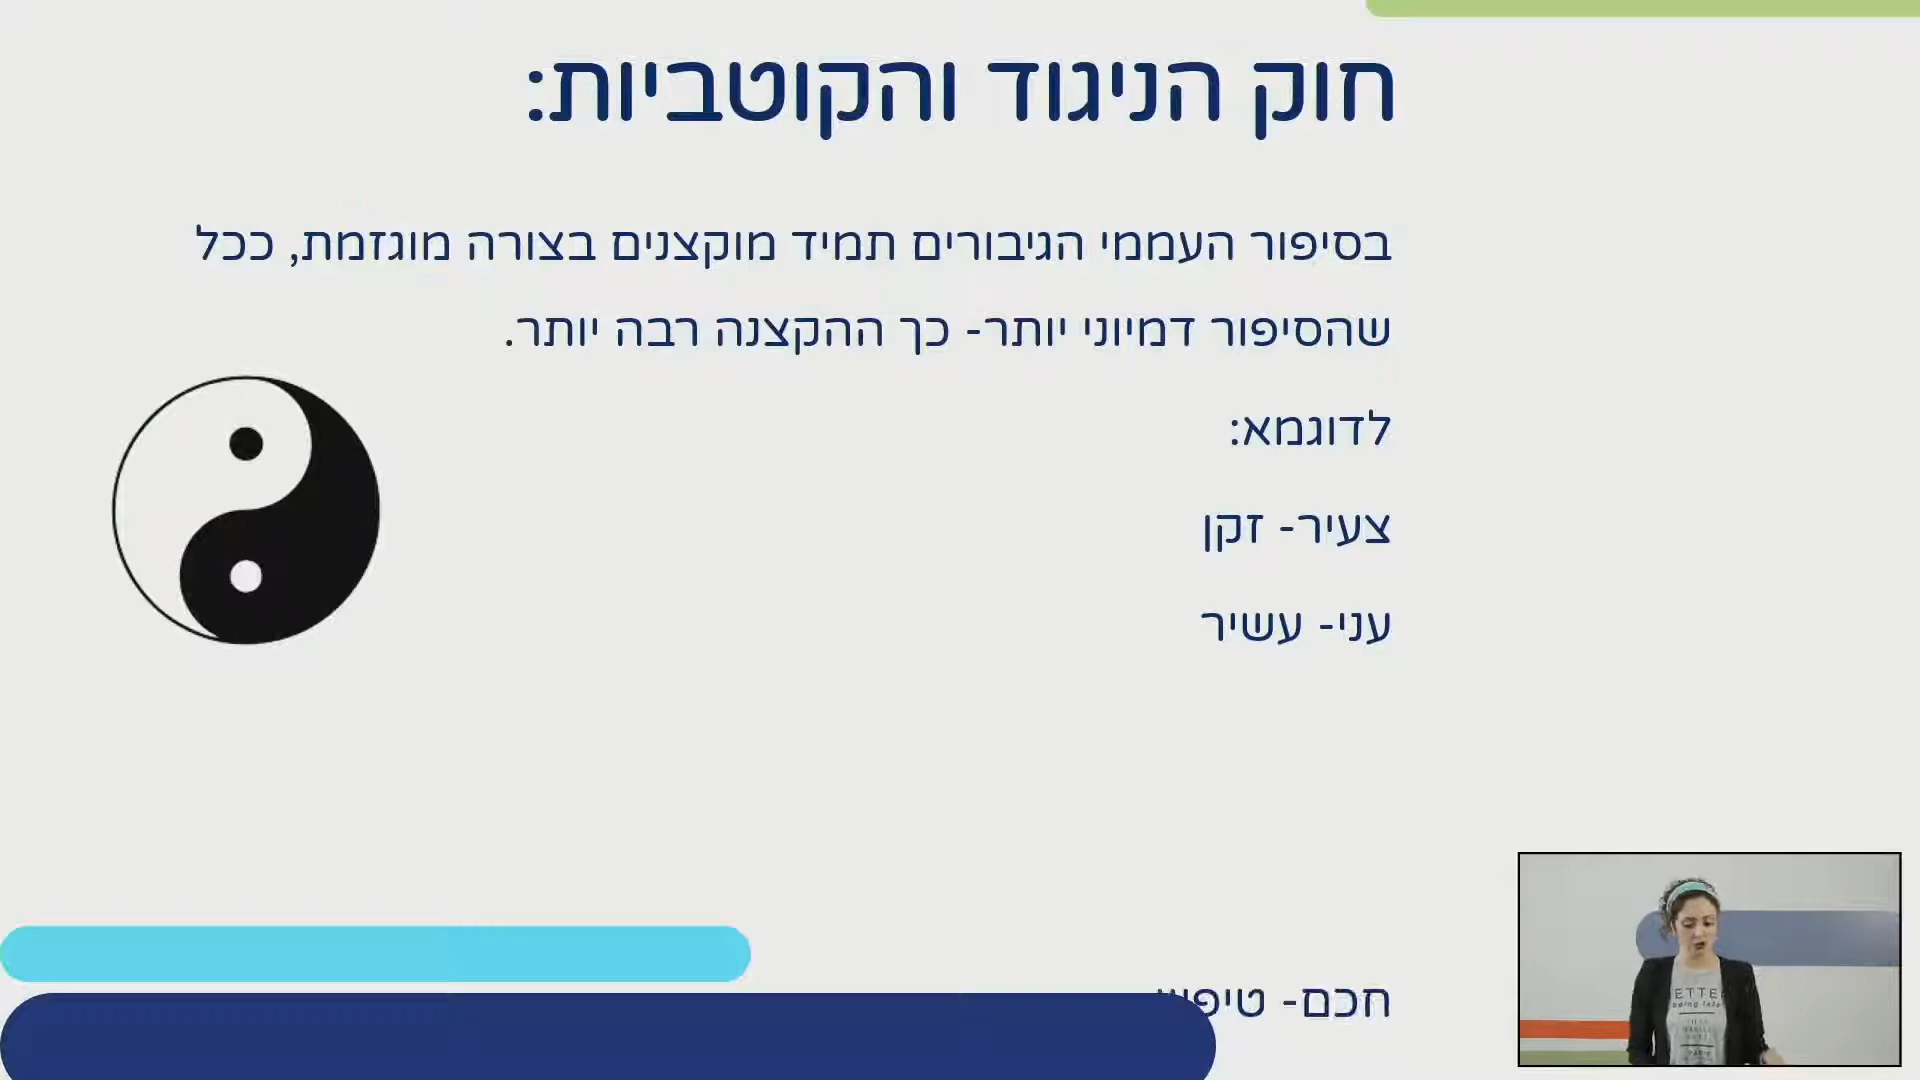 חוק הניגוד והקוטביות:
בסיפור העממי הגיבורים תמיד מוקצנים בצורה מוגזמת, ככל
שהסיפור דמיוני יותר- כך ההקצנה רבה יותר.
לדוגמא:
צעיר- זקן
עני- עשיר
חכם- טיפש